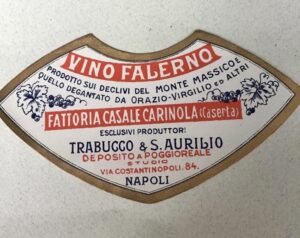 VINO FALERNO
PRODOTTO SUI DECLIVI DEL MONTE MASSICO E
QUELLO DEGANTATO DA ORAZIO-VIRGILIO ED ALTRI
FATTORIA CASALE CARINOLA (Caserta)
ESCLUSIVI PRODUTTORI
TRABUCCO & S. AURILIO
DEPOSITO A POGGIOREALE
STUDIO
VIA COSTANTINOPOLI. 84.
NAPOLI